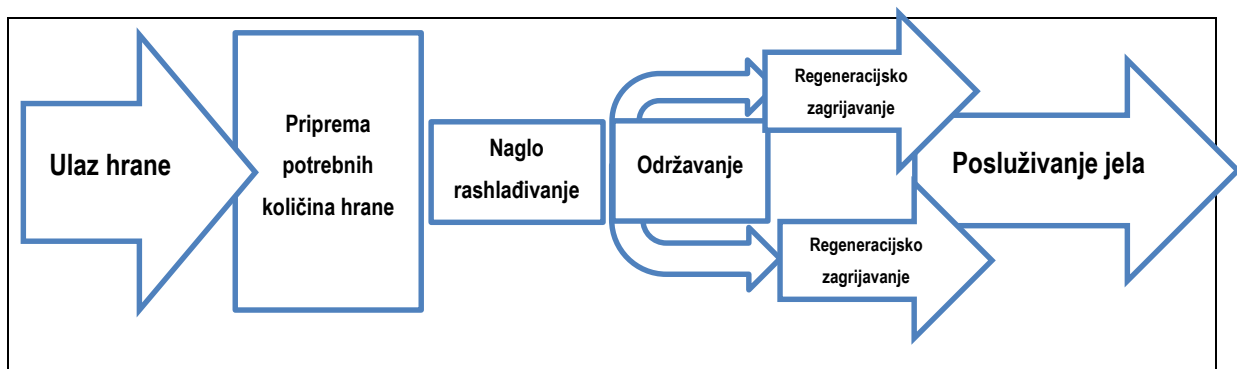 Ulaz hrane
Priprema
potrebnih
količina hrane
Naglo
rashlađivanje
Održavanje
Regeneracijsko
zagrijavanje
Regeneracijsko
zagrijavanje
Posluživanje jela